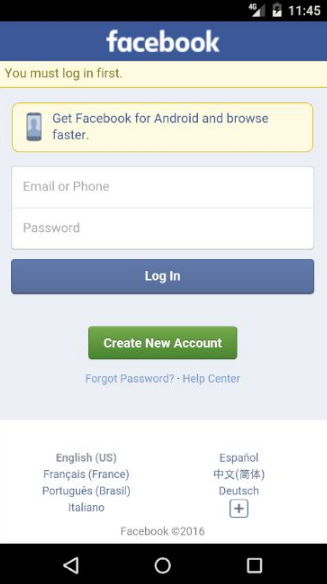 4G 11:45
facebook
You must log in first.
Get Facebook for Android and browse
faster.
Email or Phone
Password
Log In
Create New Account
Forgot Password? · Help Center
English (US) Español
Français (France) 中文(简体)
Português (Brasil) Deutsch
Italiano +
Facebook ©2016